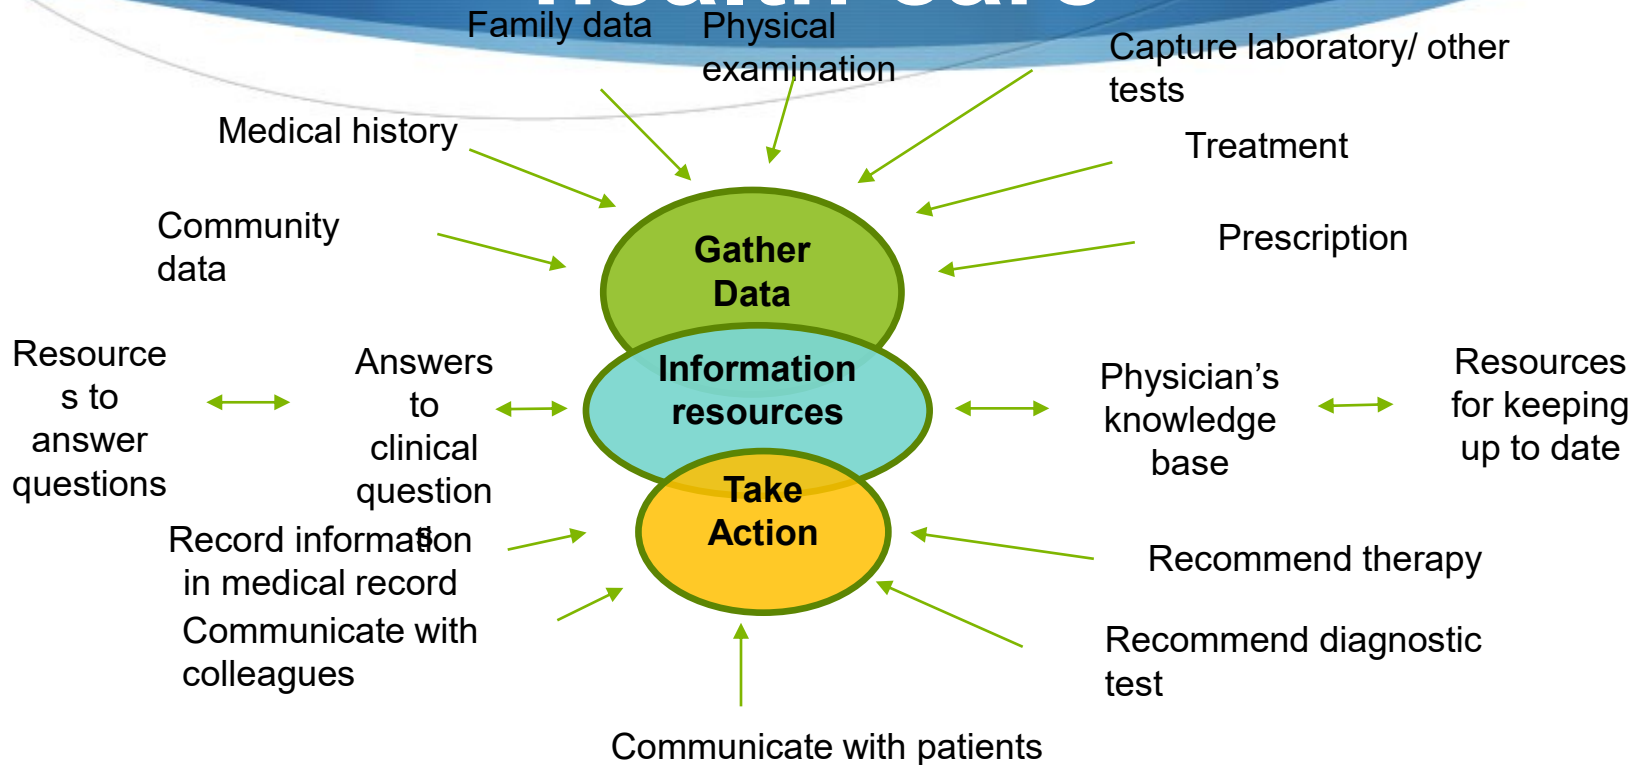 health care
Family data
Physical
examination
Capture laboratory/ other
tests
Medical history
Treatment
Community
data
Prescription
Gather
Data
Resource
s to
answer
questions
Answers
to
clinical
question
s
Information
resources
Physician’s
knowledge
base
Resources
for keeping
up to date
Take
Action
Record information
in medical record
Communicate with
colleagues
Recommend therapy
Recommend diagnostic
test
Communicate with patients